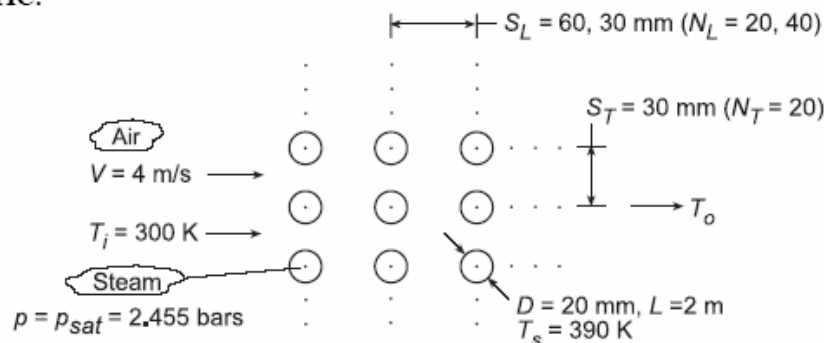 S_L = 60, 30 mm (N_L = 20, 40)
S_T = 30 mm (N_T = 20)
Air
V = 4 m/s
T_i = 300 K
T_o
Steam
p = p_sat = 2.455 bars
D = 20 mm, L =2 m
T_s = 390 K